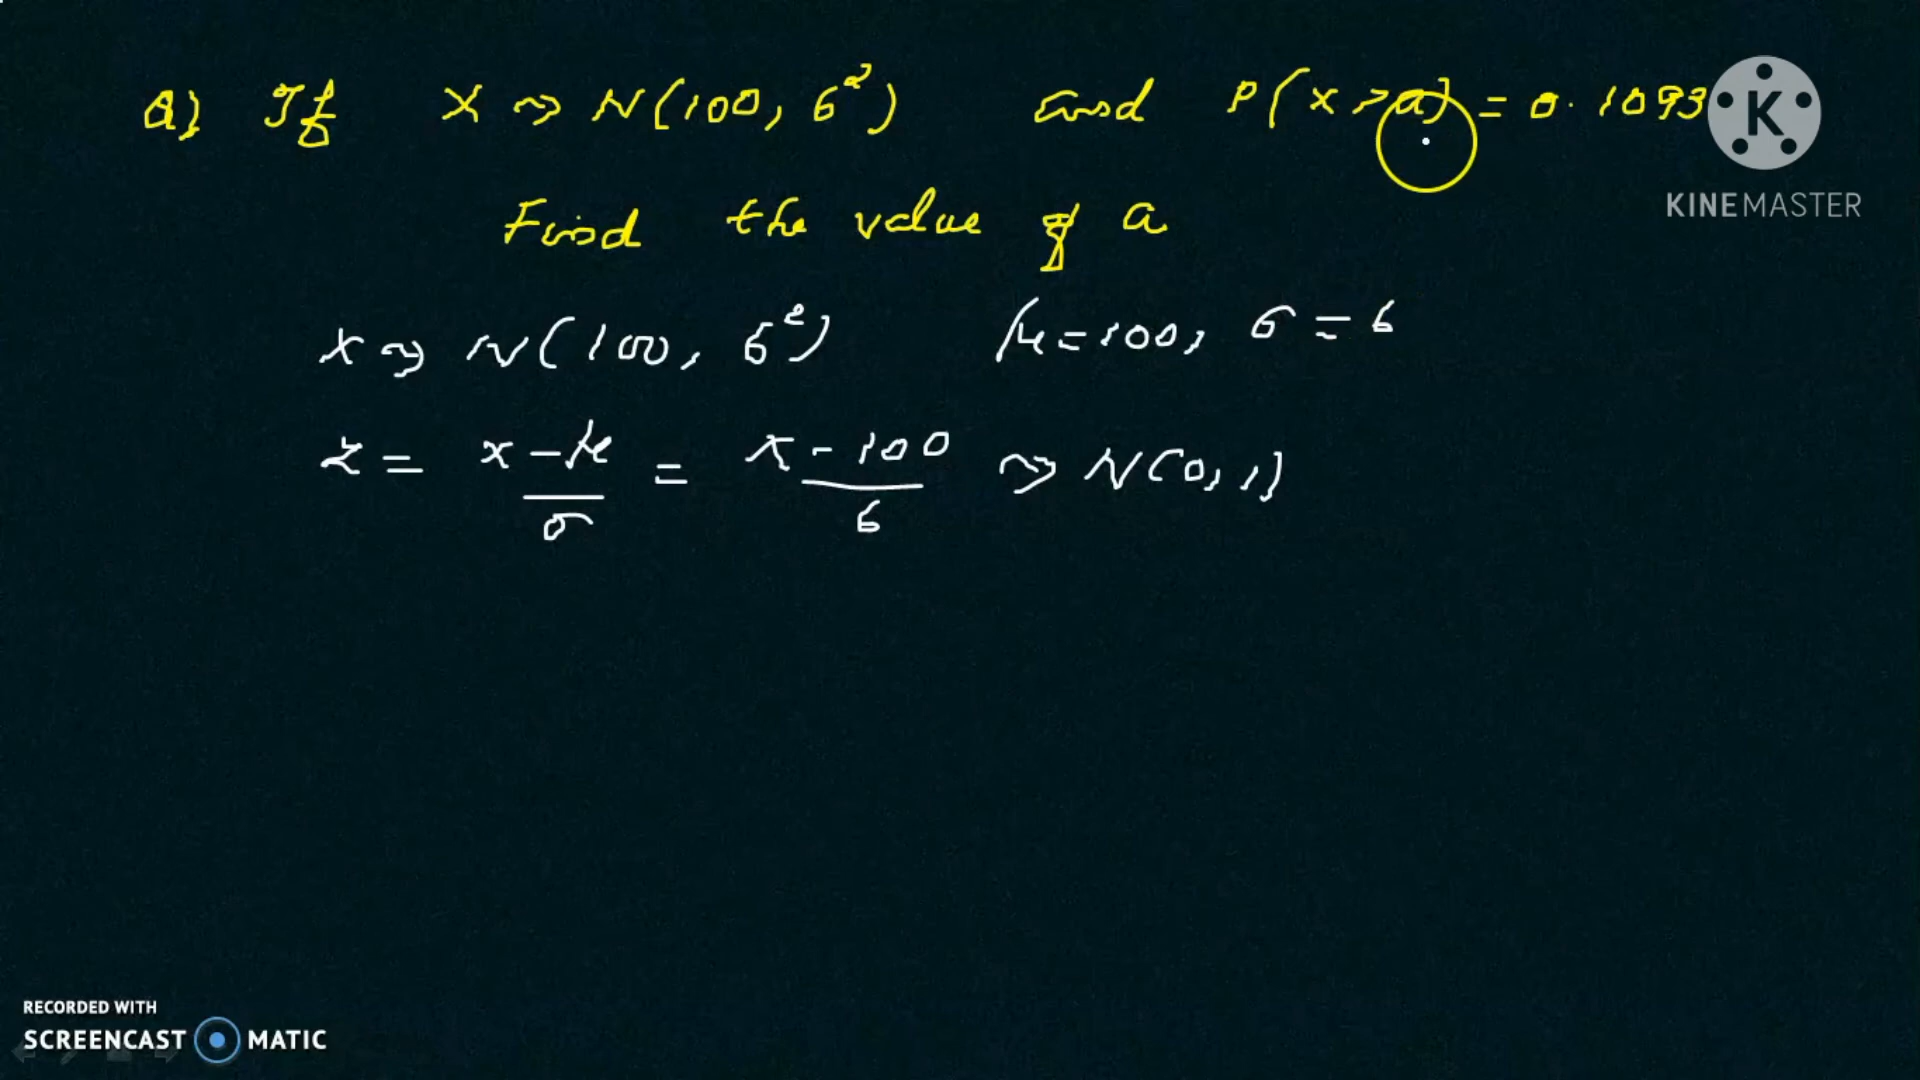 Q) If X ~> N(100, 6²) and P(X>a) = 0.1093
KINEMASTER
Find the value of a
X ~> N(100, 6²) μ=100, σ=6
Z = X-μ/σ = X-100/6 ~> N(0,1)
RECORDED WITH
SCREENCAST MATIC